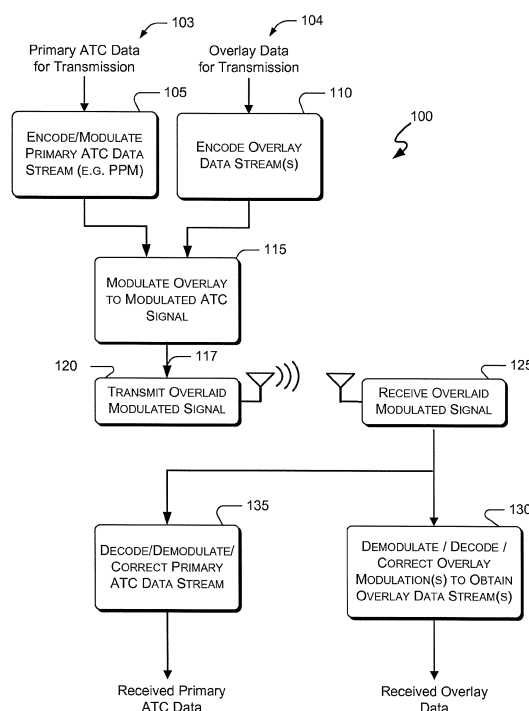 103
104
Primary ATC Data
for Transmission
Overlay Data
for Transmission
105
110
100
ENCODE/MODULATE
PRIMARY ATC DATA
STREAM (E.G. PPM)
ENCODE OVERLAY
DATA STREAM(S)
115
MODULATE OVERLAY
TO MODULATED ATC
SIGNAL
117
120
125
TRANSMIT OVERLAID
MODULATED SIGNAL
RECEIVE OVERLAID
MODULATED SIGNAL
135
130
DECODE/DEMODULATE/
CORRECT PRIMARY
ATC DATA STREAM
DEMODULATE / DECODE /
CORRECT OVERLAY
MODULATION(S) TO OBTAIN
OVERLAY DATA STREAM(S)
Received Primary
ATC Data
Received Overlay
Data